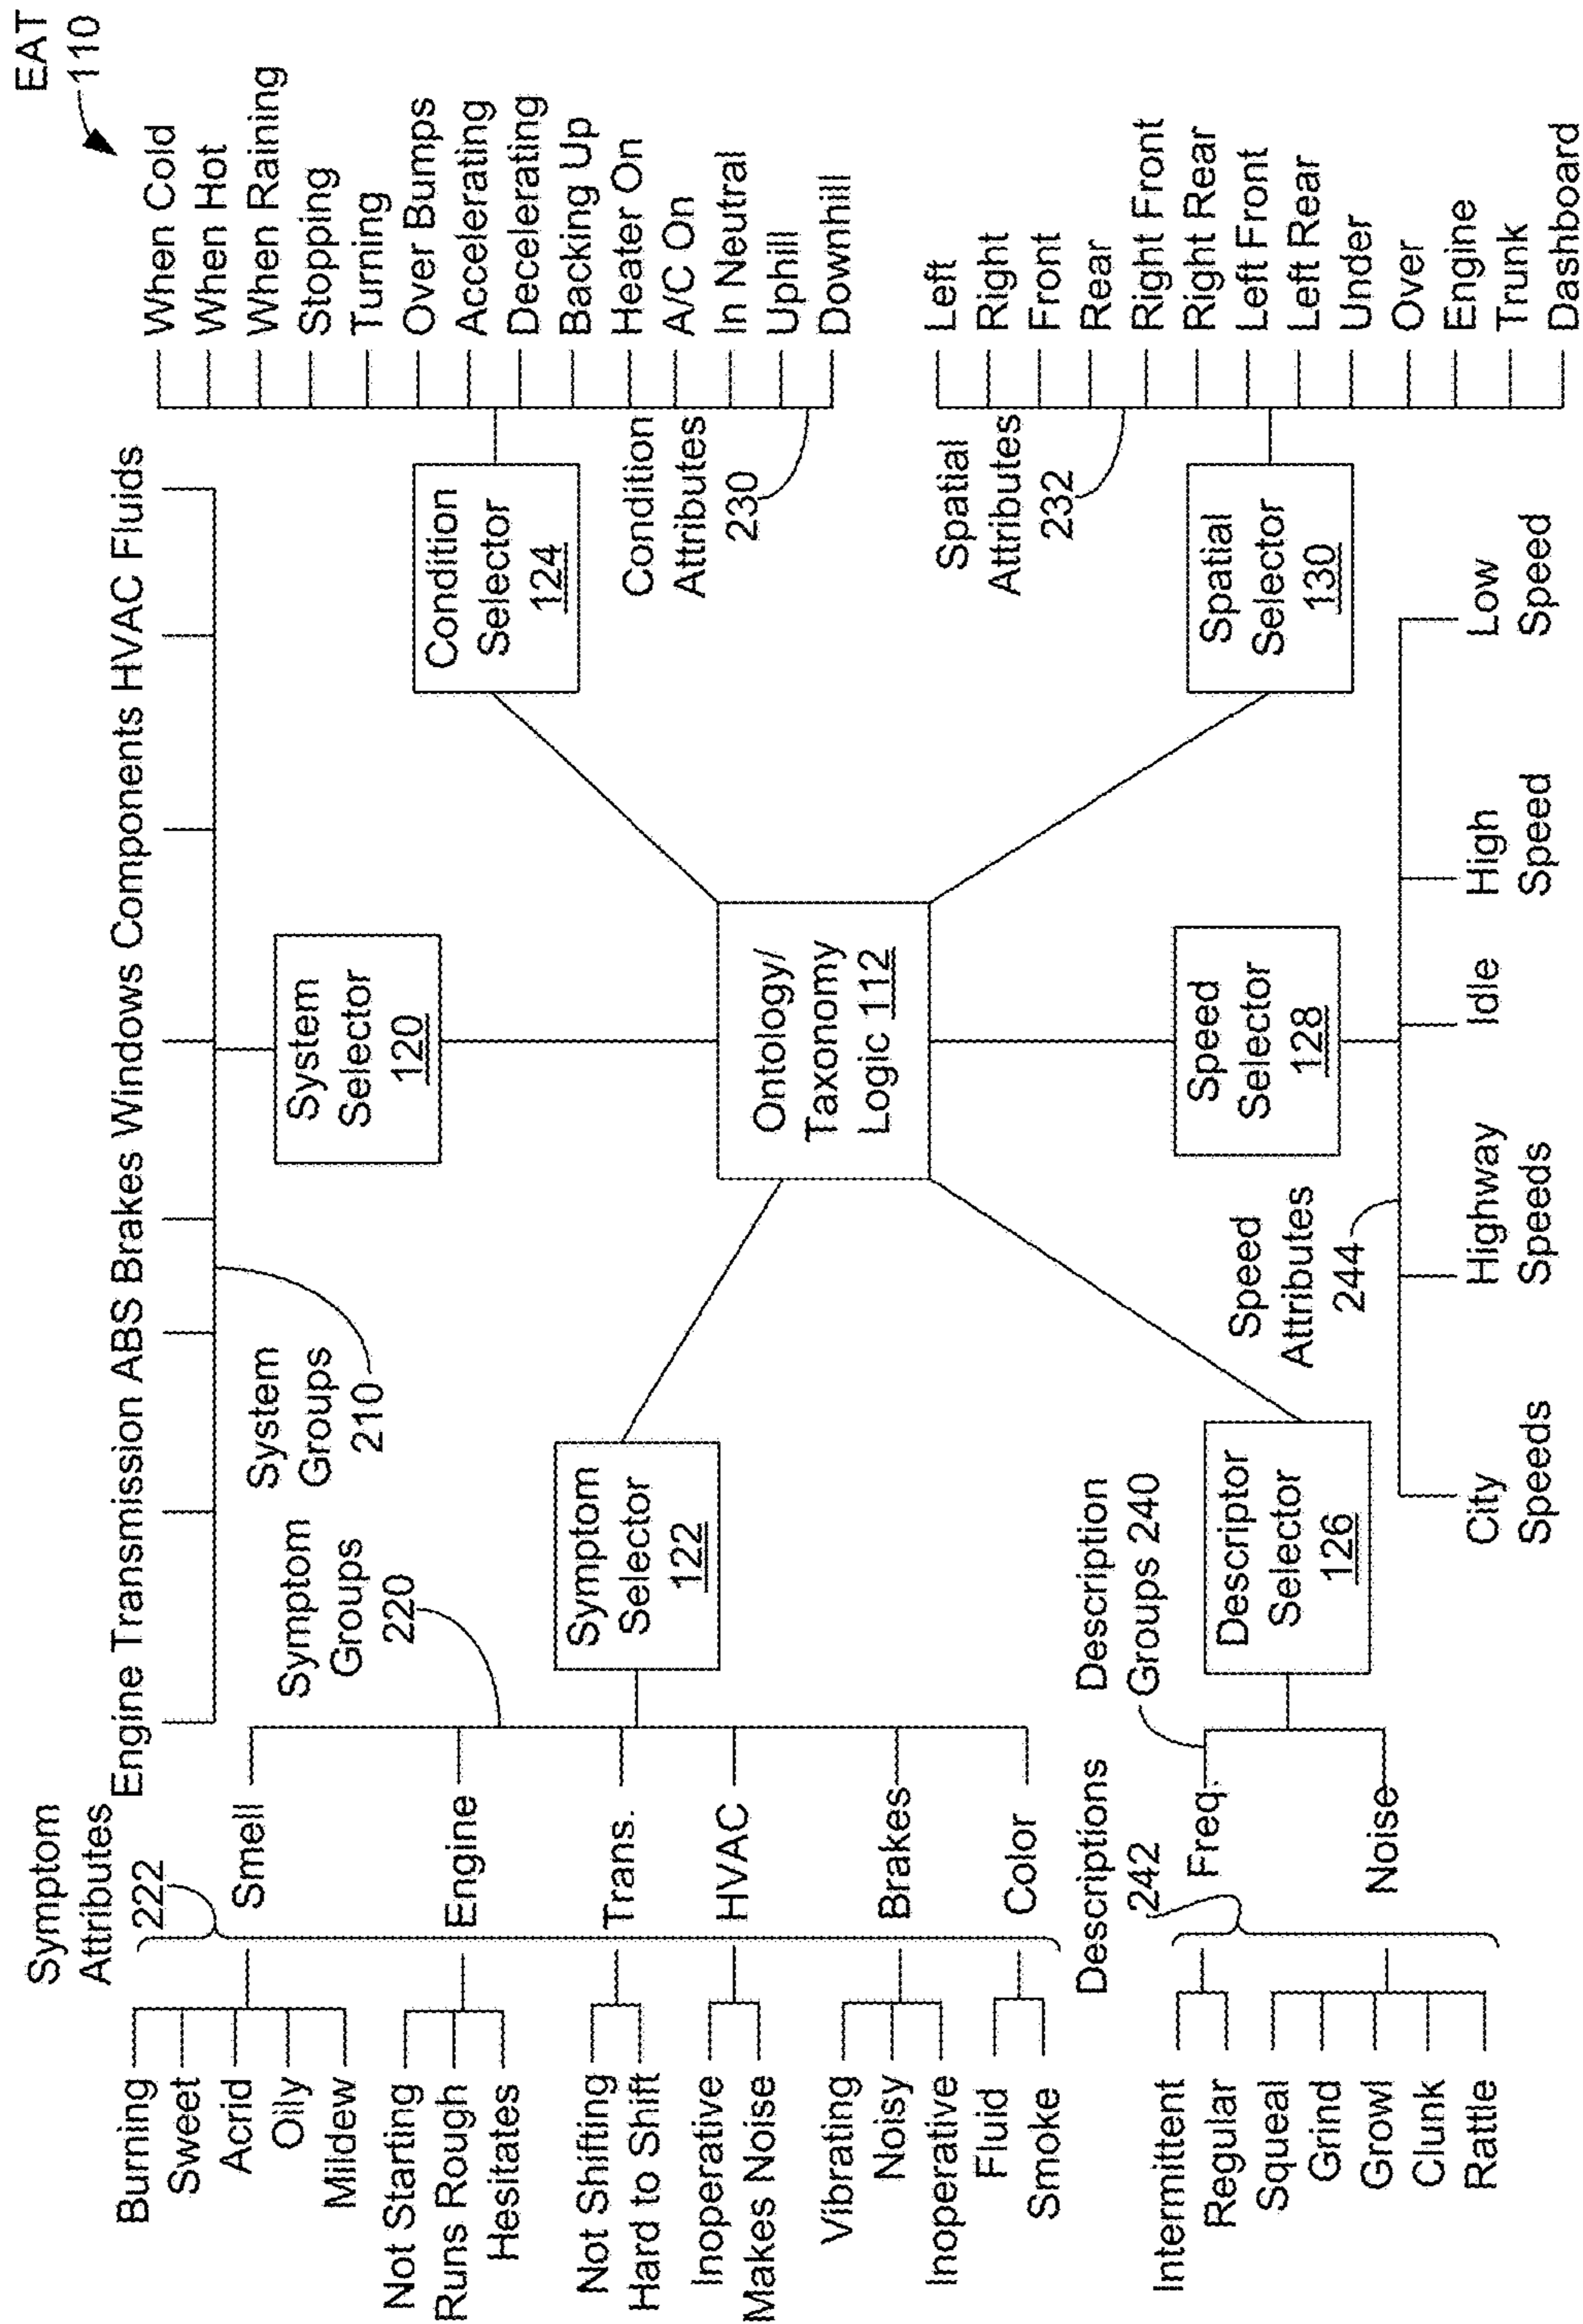 EAT
110
Engine Transmission ABS Brakes Windows Components HVAC Fluids
System
Groups
210
System
Selector
120
Symptom
Attributes
222
Burning
Sweet
Acrid
Oily
Mildew
Smell
Not Starting
Runs Rough
Hesitates
Engine
Not Shifting
Hard to Shift
Trans.
Inoperative
Makes Noise
HVAC
Vibrating
Noisy
Inoperative
Brakes
Fluid
Smoke
Color
Symptom
Groups
220
Symptom
Selector
122
Condition
Selector
124
Condition
Attributes
230
When Cold
When Hot
When Raining
Stopping
Turning
Over Bumps
Accelerating
Decelerating
Backing Up
Heater On
A/C On
In Neutral
Uphill
Downhill
Ontology/
Taxonomy
Logic 112
Descriptions
242
Intermittent
Regular
Freq.
Squeal
Grind
Growl
Clunk
Rattle
Noise
Description
Groups 240
Descriptor
Selector
126
Speed
Attributes
244
Speed
Selector
128
City
Speeds
Highway
Speeds
Idle
High
Speed
Low
Speed
Spatial
Attributes
232
Spatial
Selector
130
Left
Right
Front
Rear
Right Front
Right Rear
Left Front
Left Rear
Under
Over
Engine
Trunk
Dashboard